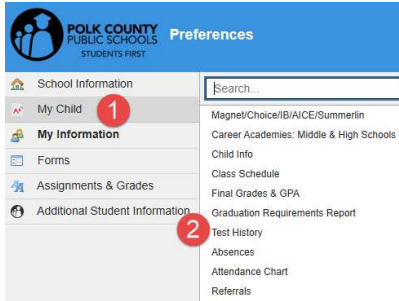 POLK COUNTY
PUBLIC SCHOOLS
STUDENTS FIRST
Preferences
School Information
My Child
1
My Information
Forms
Assignments & Grades
Additional Student Information
Search...
Magnet/Choice/IB/AICE/Summerlin
Career Academies: Middle & High Schools
Child Info
Class Schedule
Final Grades & GPA
Graduation Requirements Report
2
Test History
Absences
Attendance Chart
Referrals